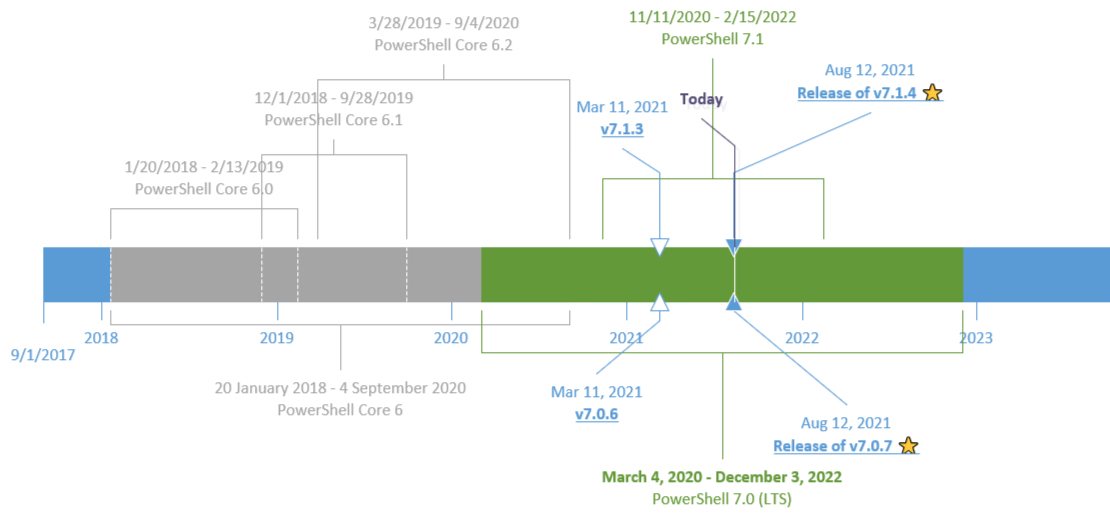 3/28/2019 - 9/4/2020
PowerShell Core 6.2
11/11/2020 - 2/15/2022
PowerShell 7.1
12/1/2018 - 9/28/2019
PowerShell Core 6.1
Mar 11, 2021
v7.1.3
Today
Aug 12, 2021
Release of v7.1.4
1/20/2018 - 2/13/2019
PowerShell Core 6.0
2018
2019
2020
2021
2022
2023
9/1/2017
20 January 2018 - 4 September 2020
PowerShell Core 6
Mar 11, 2021
v7.0.6
Aug 12, 2021
Release of v7.0.7
March 4, 2020 - December 3, 2022
PowerShell 7.0 (LTS)